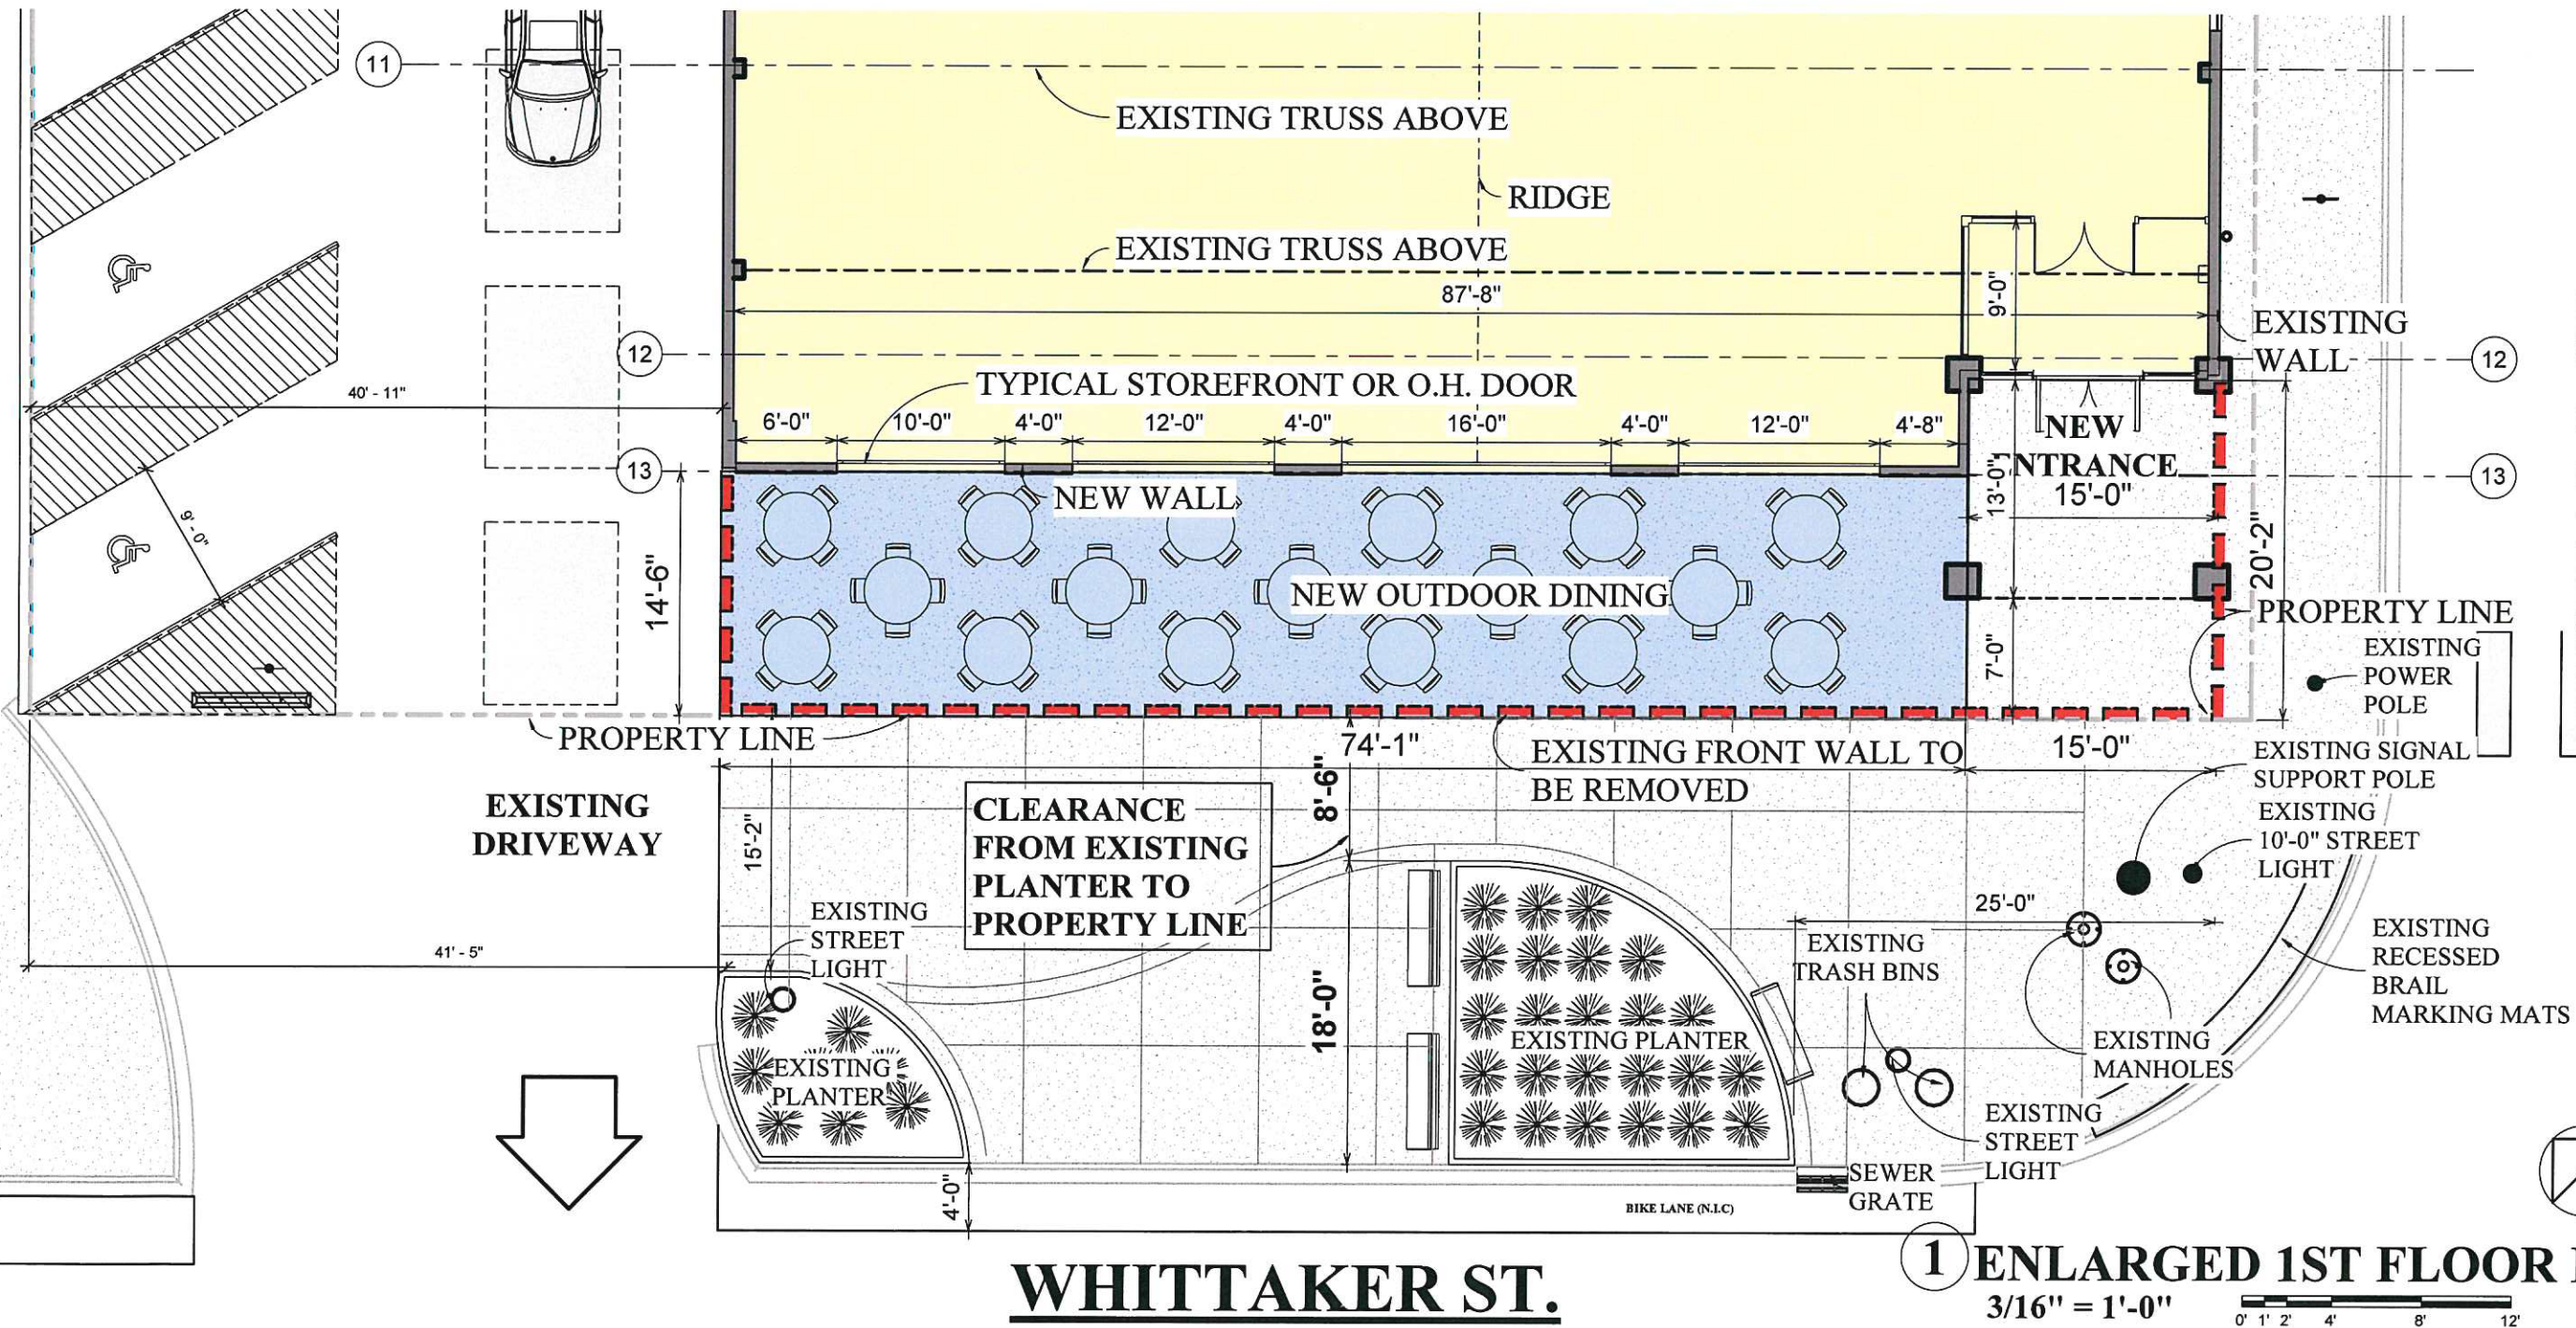 11
EXISTING TRUSS ABOVE
RIDGE
EXISTING TRUSS ABOVE
87'-8"
9'-0"
EXISTING
WALL
12
12
TYPICAL STOREFRONT OR O.H. DOOR
40' - 11"
6'-0"
10'-0"
4'-0"
12'-0"
4'-0"
16'-0"
4'-0"
12'-0"
4'-8"
NEW
NTRANCE
15'-0"
13'-0"
13
13
NEW WALL
9' - 0"
14'-6"
20'-2"
NEW OUTDOOR DINING
PROPERTY LINE
7'-0"
EXISTING
POWER
POLE
PROPERTY LINE
74'-1"
EXISTING FRONT WALL TO
BE REMOVED
15'-0"
EXISTING SIGNAL
SUPPORT POLE
EXISTING
10'-0" STREET
LIGHT
EXISTING
DRIVEWAY
15'-2"
8'-6"
CLEARANCE
FROM EXISTING
PLANTER TO
PROPERTY LINE
EXISTING
STREET
LIGHT
25'-0"
EXISTING
TRASH BINS
EXISTING
RECESSED
BRAIL
MARKING MATS
41' - 5"
18'-0"
EXISTING PLANTER
EXISTING
PLANTER
EXISTING
MANHOLES
EXISTING
STREET
LIGHT
4'-0"
SEWER
GRATE
BIKE LANE (N.I.C)
WHITTAKER ST.
1
ENLARGED 1ST FLOOR
3/16" = 1'-0"
0' 1' 2' 4' 8' 12'